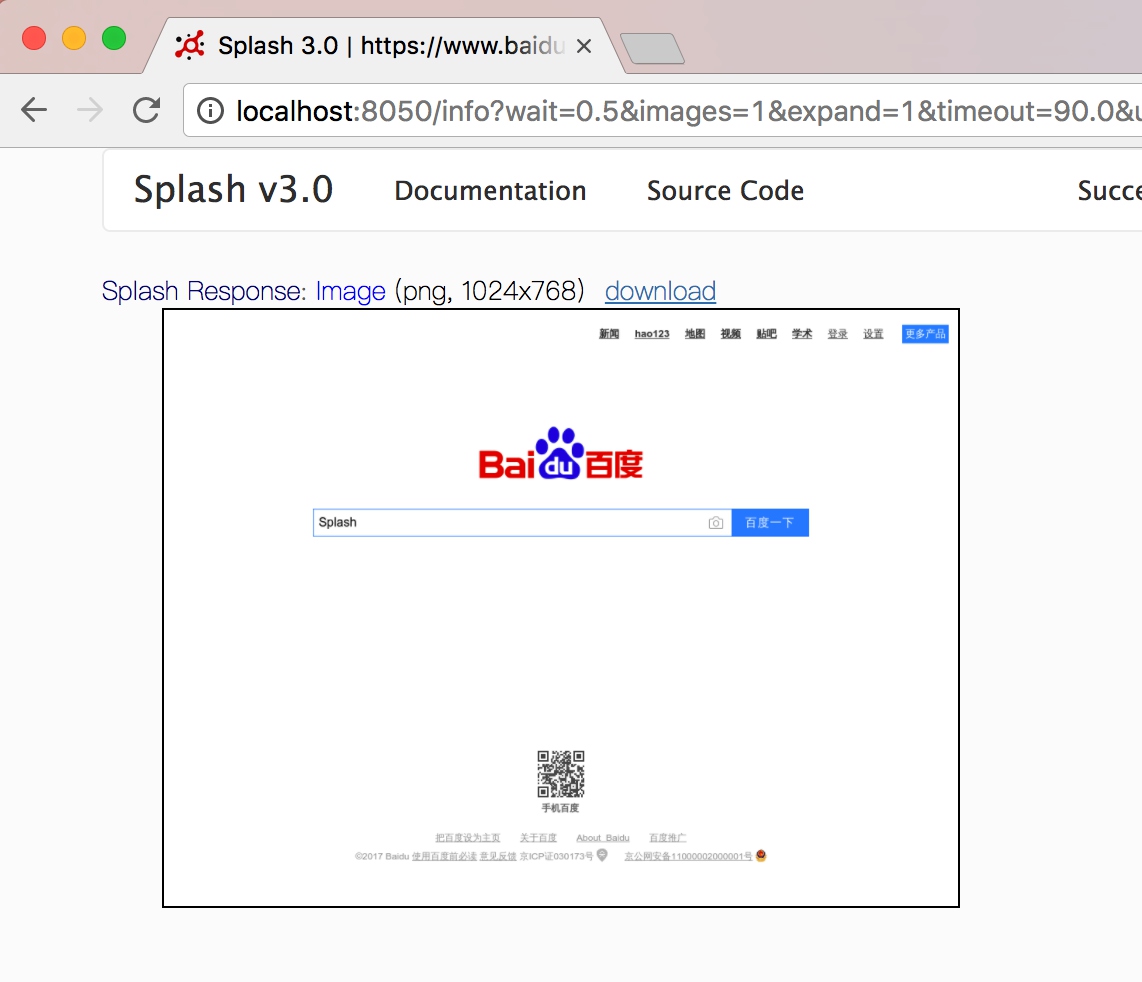 Splash 3.0 | https://www.baidu
localhost:8050/info?wait=0.5&images=1&expand=1&timeout=90.0&u
Splash v3.0 Documentation Source Code Succe
Splash Response: Image (png, 1024x768) download
新闻 hao123 地图 视频 贴吧 学术 登录 设置 更多产品
Bai du 百度
Splash 百度一下
手机百度
把百度设为主页 关于百度 About Baidu 百度推广
©2017 Baidu 使用百度前必读 意见反馈 京ICP证030173号 京公网安备11000002000001号